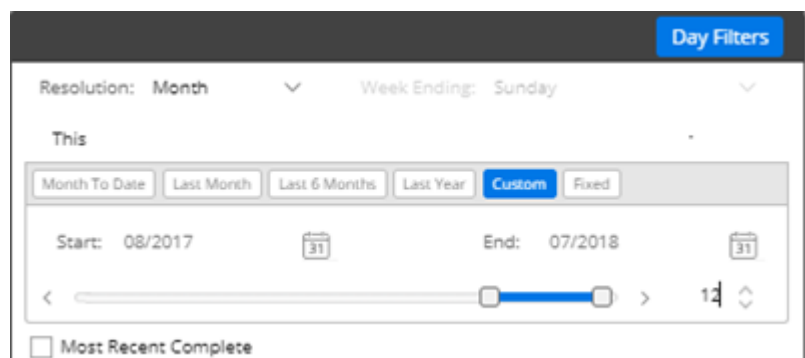 Day Filters
Resolution: Month Week Ending: Sunday
This -
Month To Date Last Month Last 6 Months Last Year Custom Fixed
Start: 08/2017 31 End: 07/2018 31
12
Most Recent Complete